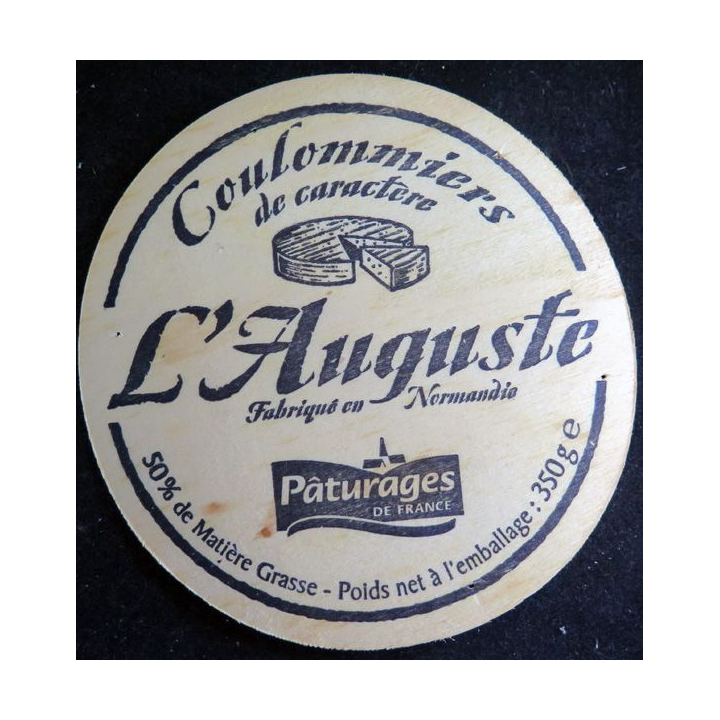 Coulommiers
de caractère
L'Auguste
Fabriqué en Normandie
Pâturages
DE FRANCE
50% de Matière Grasse - Poids net à l'emballage : 350g e